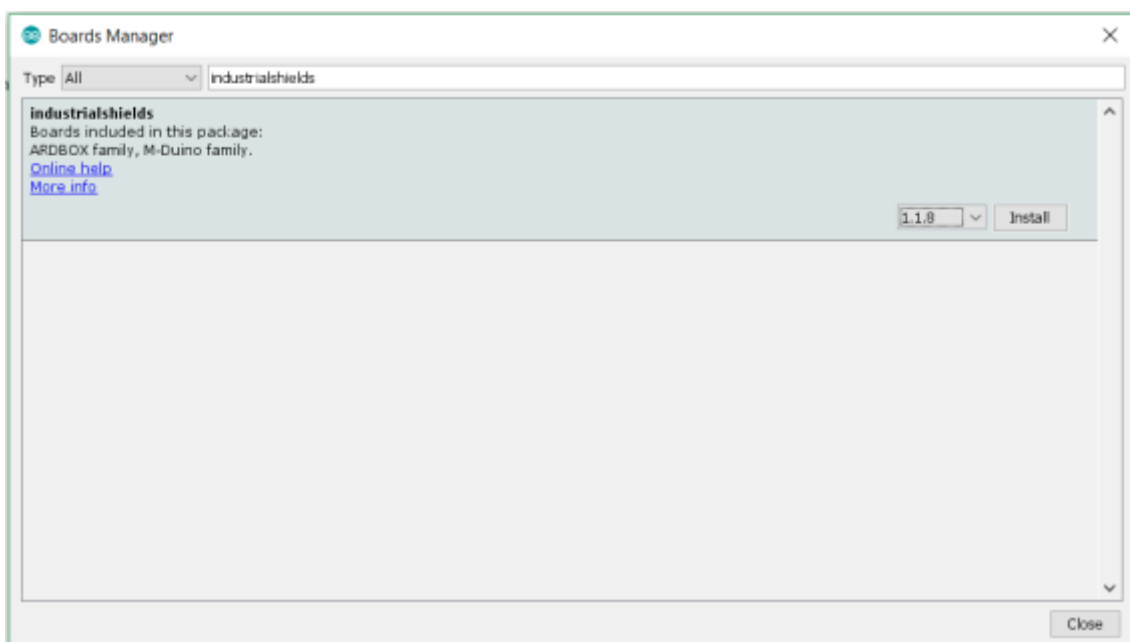 Boards Manager
Type All industrialshields
industrialshields
Boards included in this package:
ARDBOX family, M-Duino family.
Online help
More info
1.1.8 Install
Close